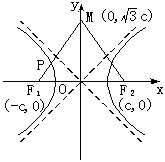 y
M (0,√3 c)
P
O
F₁
F₂
x
(-c,0)
(c,0)